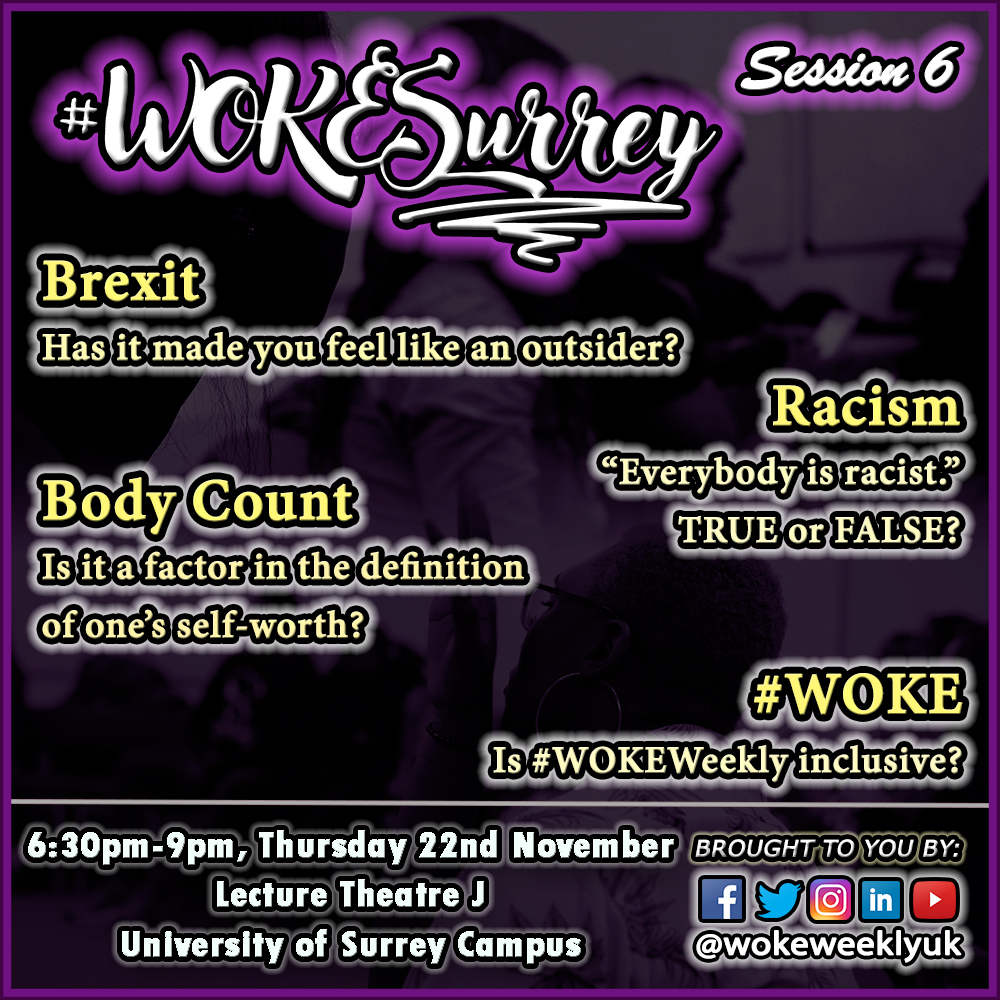 #WOKESurrey
Session 6
Brexit
Has it made you feel like an outsider?
Racism
“Everybody is racist.”
TRUE or FALSE?
Body Count
Is it a factor in the definition
of one’s self-worth?
#WOKE
Is #WOKEWeekly inclusive?
6:30pm-9pm, Thursday 22nd November
Lecture Theatre J
University of Surrey Campus
BROUGHT TO YOU BY:
@wokeweeklyuk